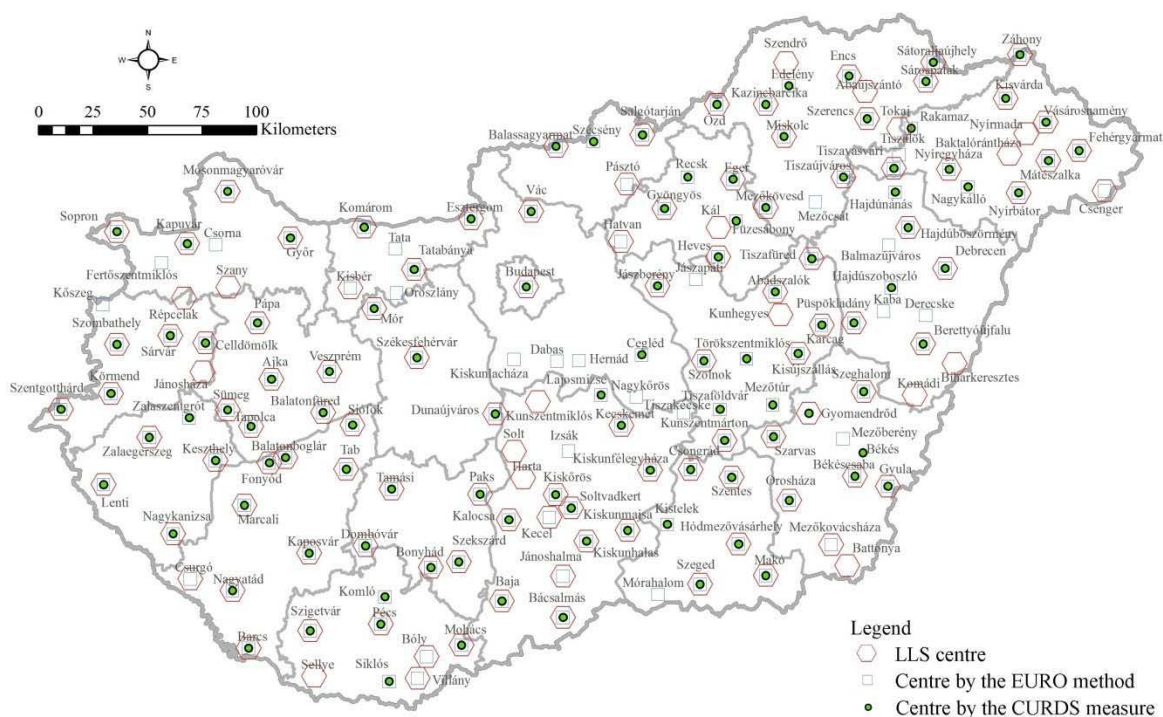 N
W E
S
0 25 50 75 100
Kilometers
Szendrő
Encs
Sátoraljaújhely
Záhony
Edelény
Abaújszántó
Sárospatak
Kisvárda
Kazincbarcika
Ózd
Szerencs
Tokaj
Rakamaz
Vásárosnamény
Nyírmada
Fehérgyarmat
Salgótarján
Szécsény
Balassagyarmat
Miskolc
Tiszalök
Baktalórántháza
Tiszavasvári
Nyíregyháza
Mátészalka
Pásztó
Recsk
Eger
Tiszaújváros
Mosonmagyaróvár
Vác
Gyöngyös
Mezőkövesd
Mezőcsát
Hajdúnánás
Nagykálló
Nyírbátor
Csenger
Sopron
Kapuvár
Csorna
Komárom
Esztergom
Kál
Füzesabony
Hajdúböszörmény
Győr
Tata
Hatvan
Heves
Tiszafüred
Balmazújváros
Debrecen
Fertőszentmiklós
Tatabánya
Budapest
Jászberény
Jászapáti
Abádszalók
Hajdúszoboszló
Kőszeg
Szany
Kisbér
Oroszlány
Kunhegyes
Püspökladány
Kaba
Derecske
Szombathely
Répcelak
Pápa
Mór
Karcag
Berettyóújfalu
Sárvár
Celldömölk
Ajka
Veszprém
Székesfehérvár
Dabas
Hernád
Cegléd
Törökszentmiklós
Kiskunlacháza
Szolnok
Kisújszállás
Szeghalom
Komádi
Biharkeresztes
Körmend
Jánosháza
Szentgotthárd
Zalaszentgrót
Sümeg
Balatonfüred
Siófok
Dunaújváros
Lajosmizse
Nagykőrös
Mezőtúr
Tapolca
Kunszentmiklós
Tiszakécske
Tiszaföldvár
Gyomaendrőd
Kecskemét
Kunszentmárton
Zalaegerszeg
Keszthely
Balatonboglár
Tab
Solt
Izsák
Mezőberény
Fonyód
Kiskunfélegyháza
Csongrád
Szarvas
Békés
Lenti
Harta
Békéscsaba
Gyula
Tamási
Paks
Kiskőrös
Szentes
Orosháza
Marcali
Soltvadkert
Kalocsa
Kiskunmajsa
Kistelek
Nagykanizsa
Kecel
Hódmezővásárhely
Mezőkovácsháza
Dombóvár
Kaposvár
Bonyhád
Szekszárd
Kiskunhalas
Battonya
Csurgó
Jánoshalma
Makó
Nagyatád
Komló
Szeged
Mórahalom
Baja
Bácsalmás
Szigetvár
Pécs
Barcs
Bóly
Mohács
Sellye
Siklós
Villány
Legend
LLS centre
Centre by the EURO method
Centre by the CURDS measure